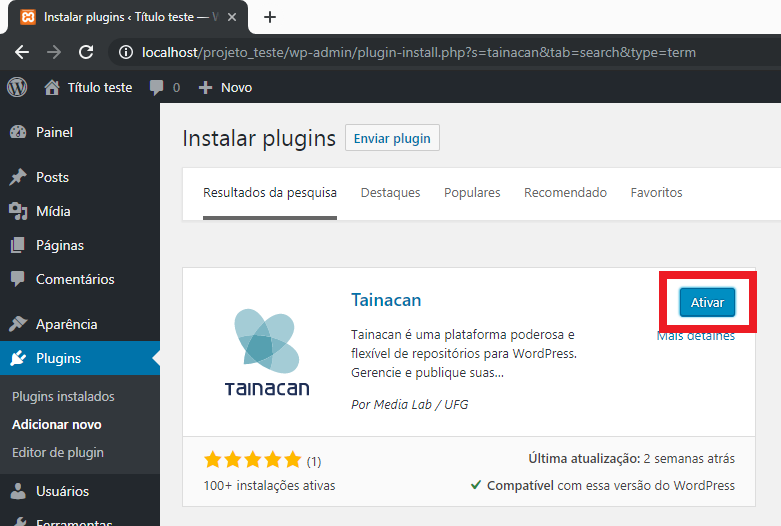 Instalar plugins ‹ Título teste — W
localhost/projeto_teste/wp-admin/plugin-install.php?s=tainacan&tab=search&type=term
Título teste 0 Novo
Painel
Posts
Mídia
Páginas
Comentários
Aparência
Plugins
Plugins instalados
Adicionar novo
Editor de plugin
Usuários
Ferramentas
Instalar plugins Enviar plugin
Resultados da pesquisa Destaques Populares Recomendado Favoritos
TAINACAN
Tainacan
Ativar
Mais detalhes
Tainacan é uma plataforma poderosa e
flexível de repositórios para WordPress.
Gerencie e publique suas...
Por Media Lab / UFG
(1)
100+ instalações ativas
Última atualização: 2 semanas atrás
Compatível com essa versão do WordPress